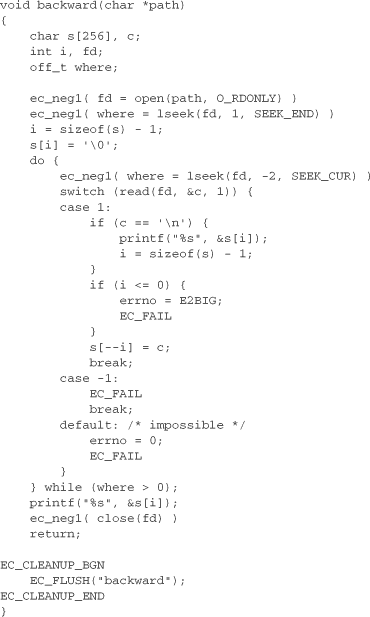 void backward(char *path)
{
    char s[256], c;
    int i, fd;
    off_t where;

    ec_neg1( fd = open(path, O_RDONLY) )
    ec_neg1( where = lseek(fd, 1, SEEK_END) )
    i = sizeof(s) - 1;
    s[i] = '\0';
    do {
        ec_neg1( where = lseek(fd, -2, SEEK_CUR) )
        switch (read(fd, &c, 1)) {
        case 1:
            if (c == '\n') {
                printf("%s", &s[i]);
                i = sizeof(s) - 1;
            }
            if (i <= 0) {
                errno = E2BIG;
                EC_FAIL
            }
            s[--i] = c;
            break;
        case -1:
            EC_FAIL
            break;
        default: /* impossible */
            errno = 0;
            EC_FAIL
        }
    } while (where > 0);
    printf("%s", &s[i]);
    ec_neg1( close(fd) )
    return;

EC_CLEANUP_BGN
    EC_FLUSH("backward");
EC_CLEANUP_END
}